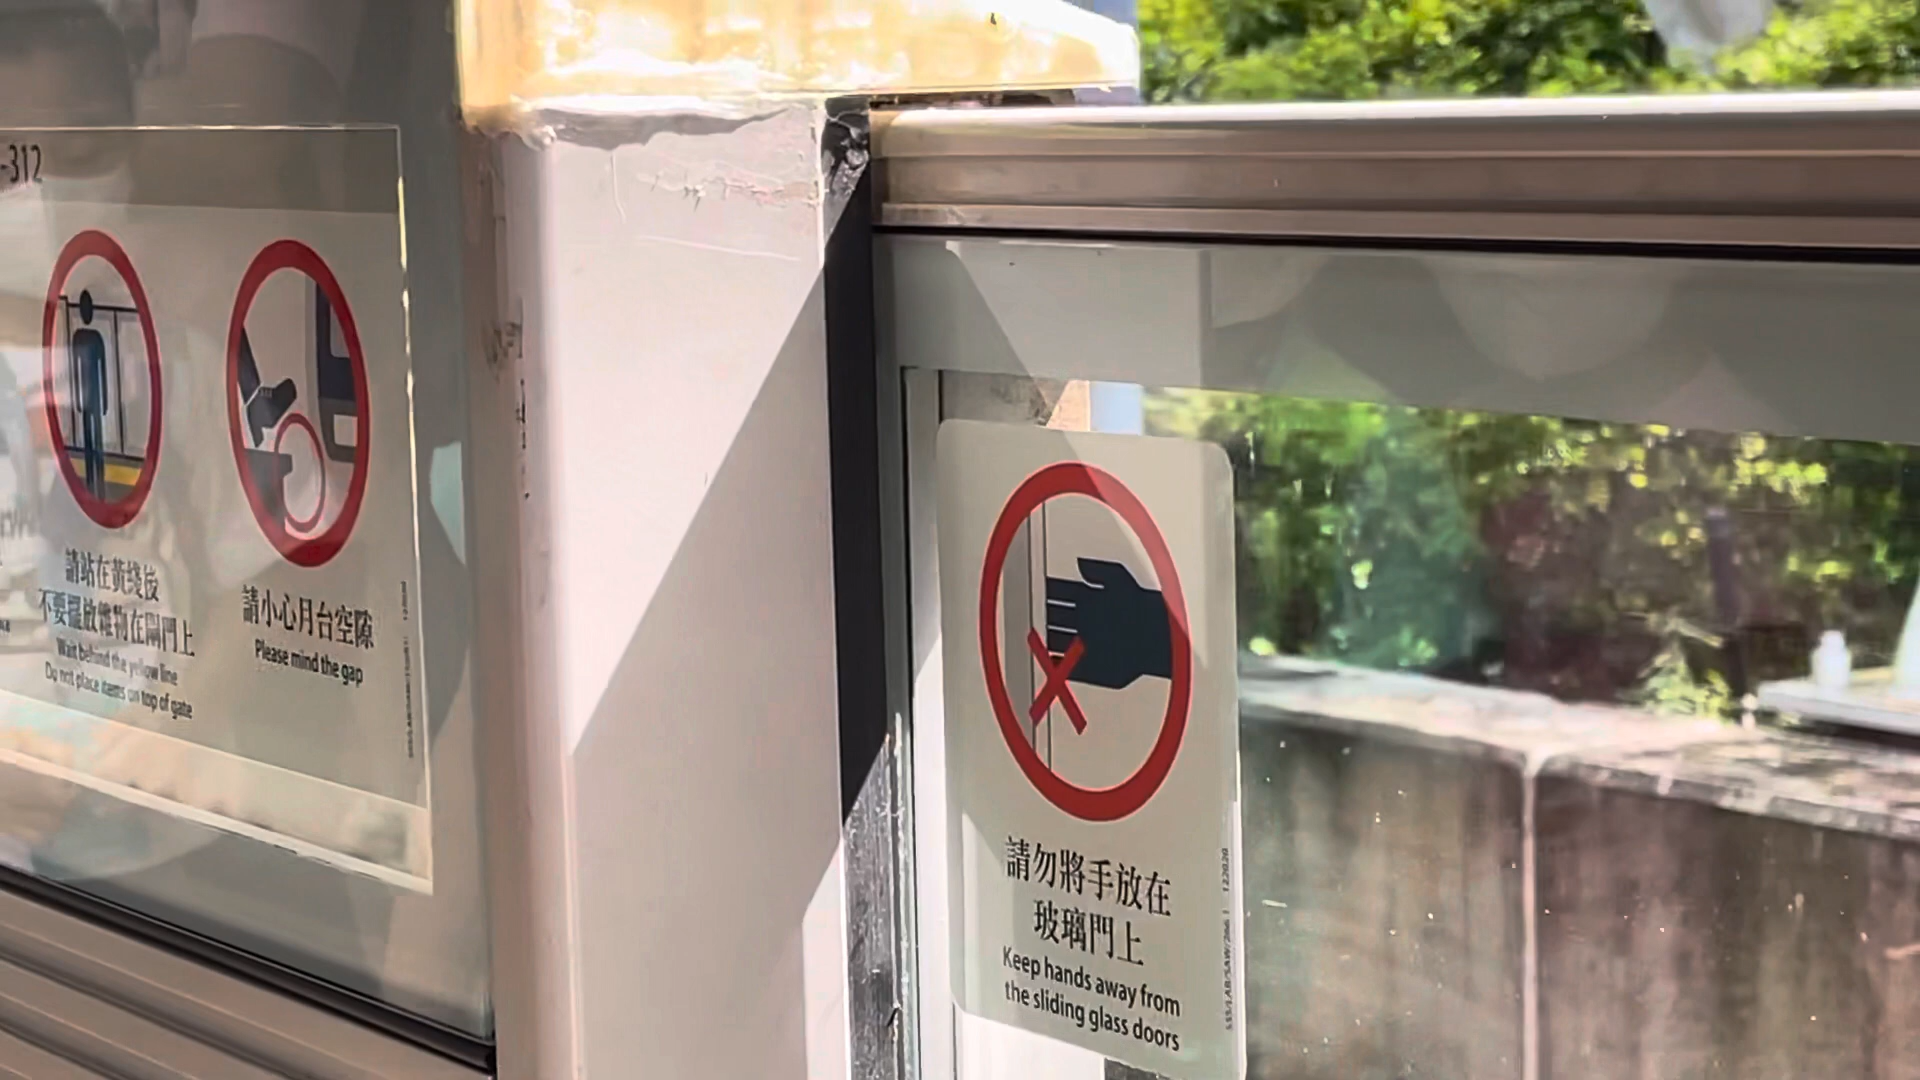 -312
請站在黃綫後
不要擺放雜物在閘門上
Wait behind the yellow line
Do not place items on top of gate
請小心月台空隙
Please mind the gap
請勿將手放在
玻璃門上
Keep hands away from
the sliding glass doors